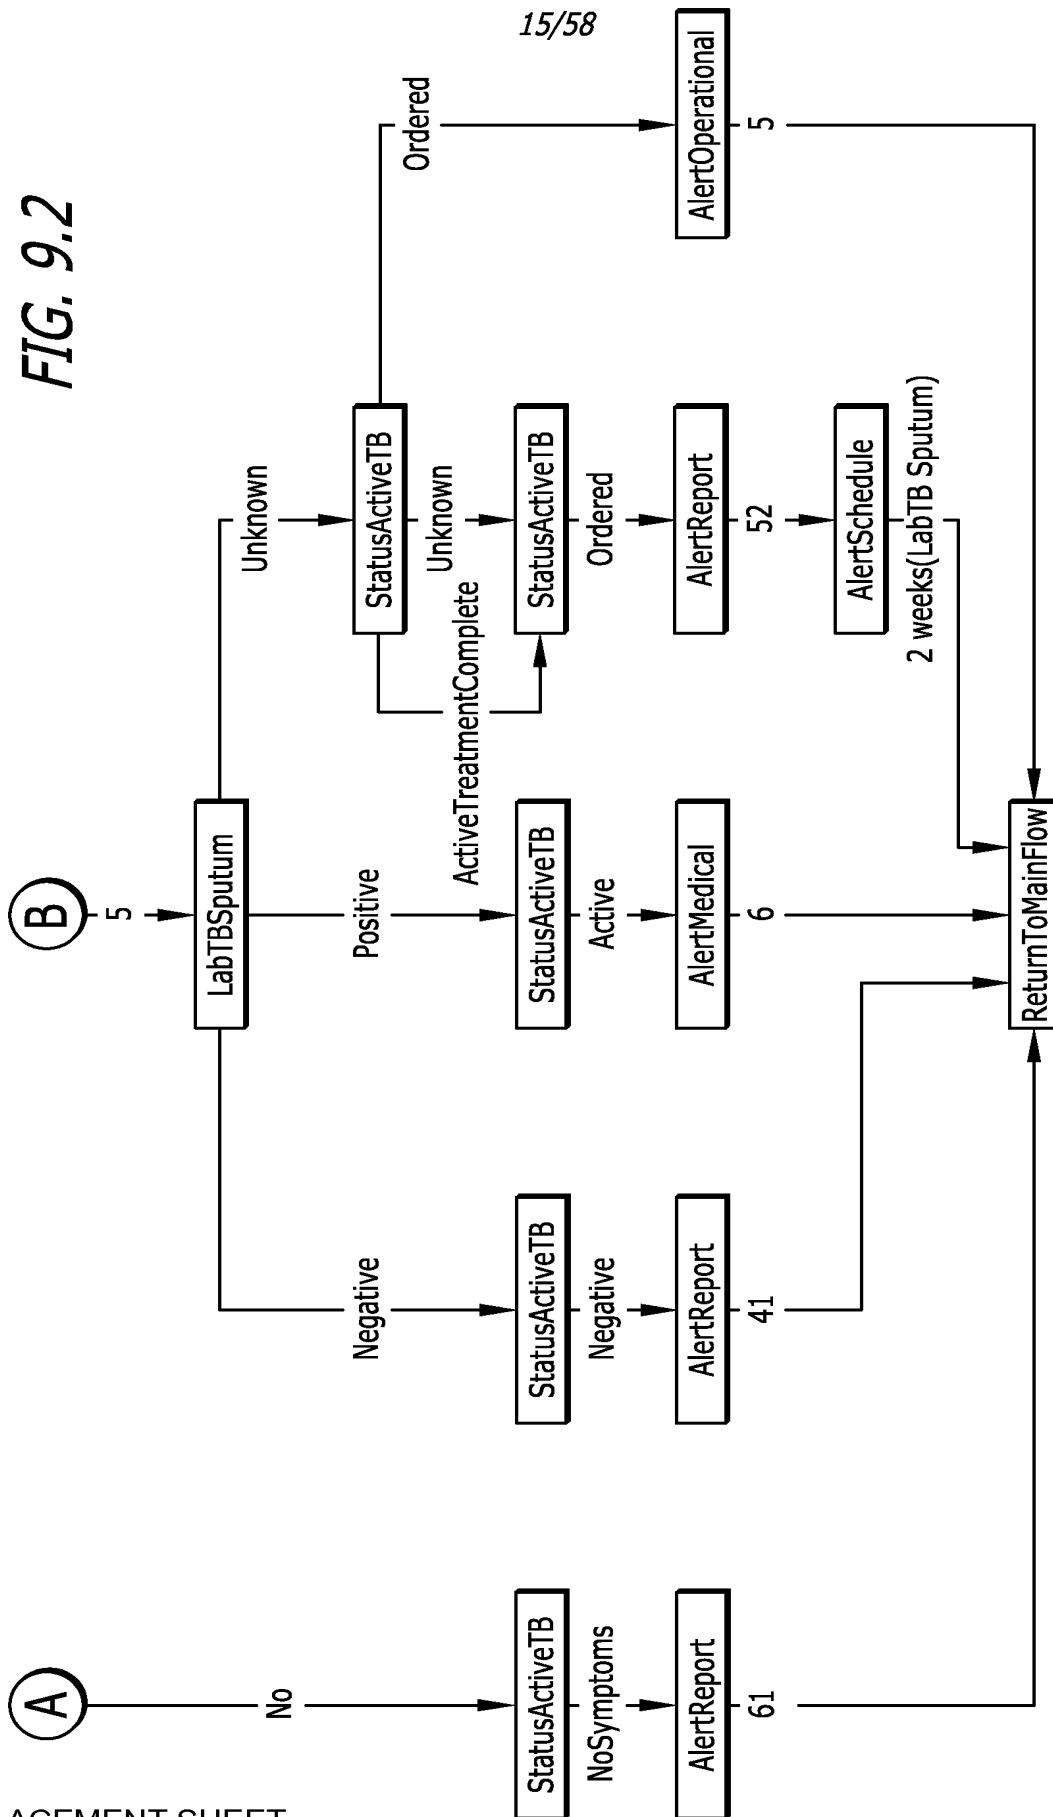 15/58
FIG. 9.2
A
No
StatusActiveTB
NoSymptoms
AlertReport
61
B
5
LabTBSputum
Negative
StatusActiveTB
Negative
AlertReport
41
Positive
StatusActiveTB
Active
AlertMedical
6
Unknown
StatusActiveTB
ActiveTreatmentComplete
Unknown
StatusActiveTB
Ordered
AlertReport
52
AlertSchedule
2 weeks(LabTB Sputum)
Ordered
AlertOperational
5
ReturnToMainFlow
ACEMENT SHEET